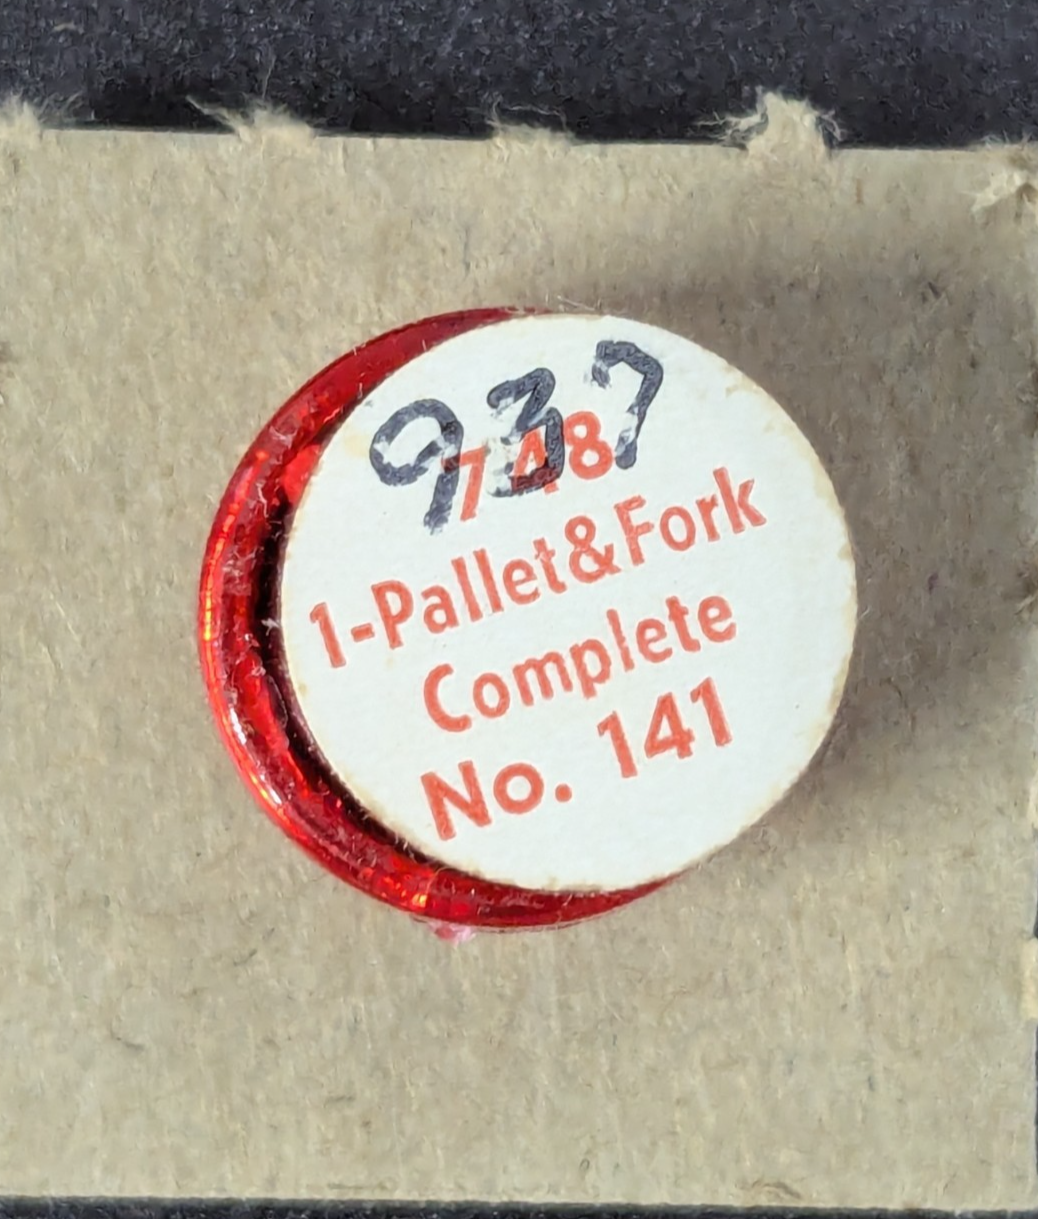 937
748
1-Pallet&Fork
Complete
No. 141